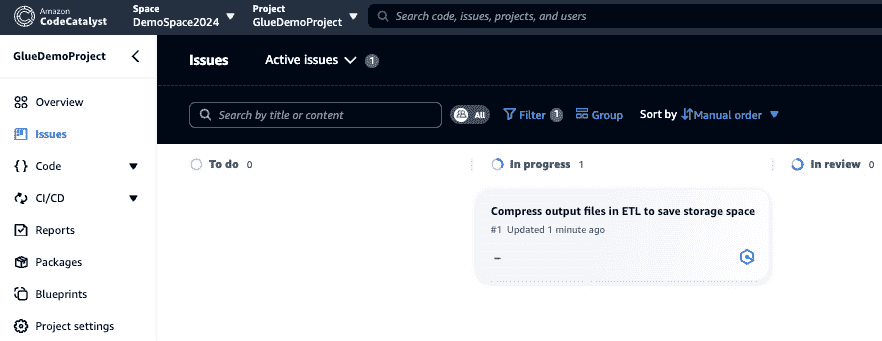 Amazon
CodeCatalyst
Space
DemoSpace2024
Project
GlueDemoProject
Search code, issues, projects, and users
GlueDemoProject
Overview
Issues
Code
CI/CD
Reports
Packages
Blueprints
Project settings
Issues
Active issues 1
Search by title or content
All
Filter 1
Group
Sort by Manual order
To do 0
In progress 1
In review 0
Compress output files in ETL to save storage space
#1 Updated 1 minute ago
–